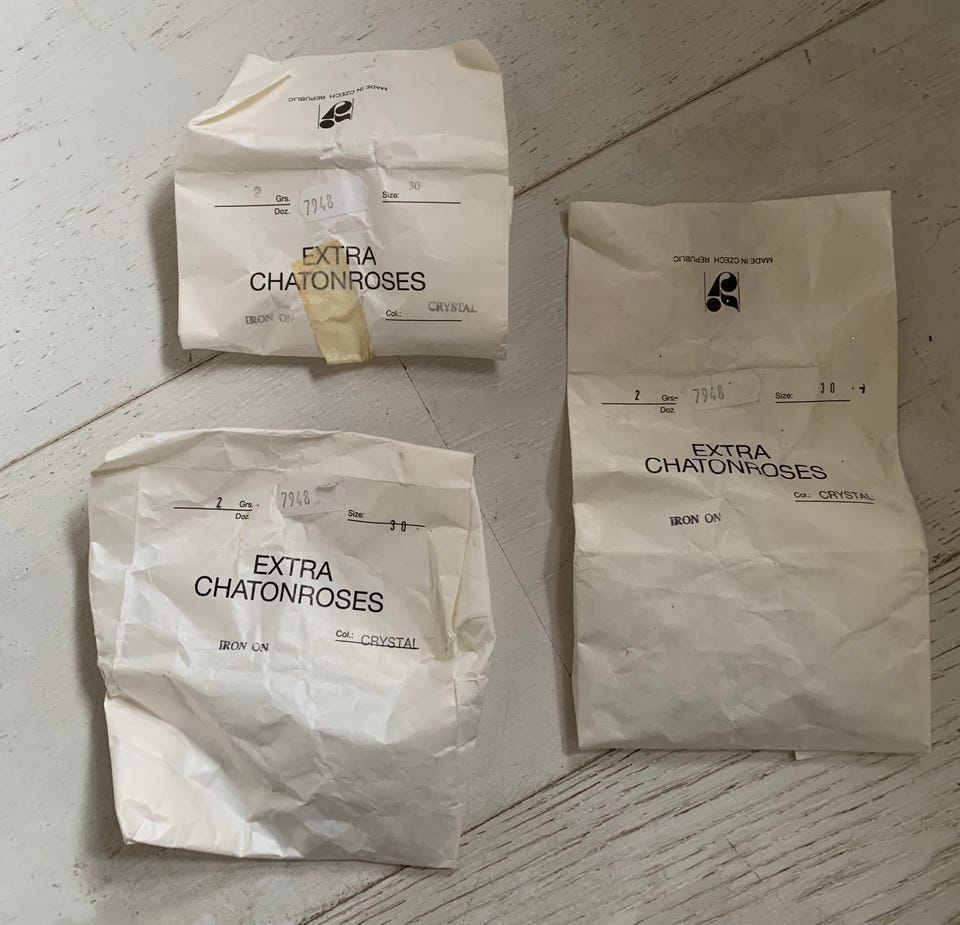 MADE IN CZECH REPUBLIC
2 Grs. 7948 Size: 30
Doz.
EXTRA
CHATONROSES
IRON ON Col.: CRYSTAL
MADE IN CZECH REPUBLIC
2 Grs. 7948 Size: 30
Doz.
EXTRA
CHATONROSES
Col.: CRYSTAL
IRON ON
2 Grs. 7948 Size: 30
Doz.
EXTRA
CHATONROSES
Col.: CRYSTAL
IRON ON